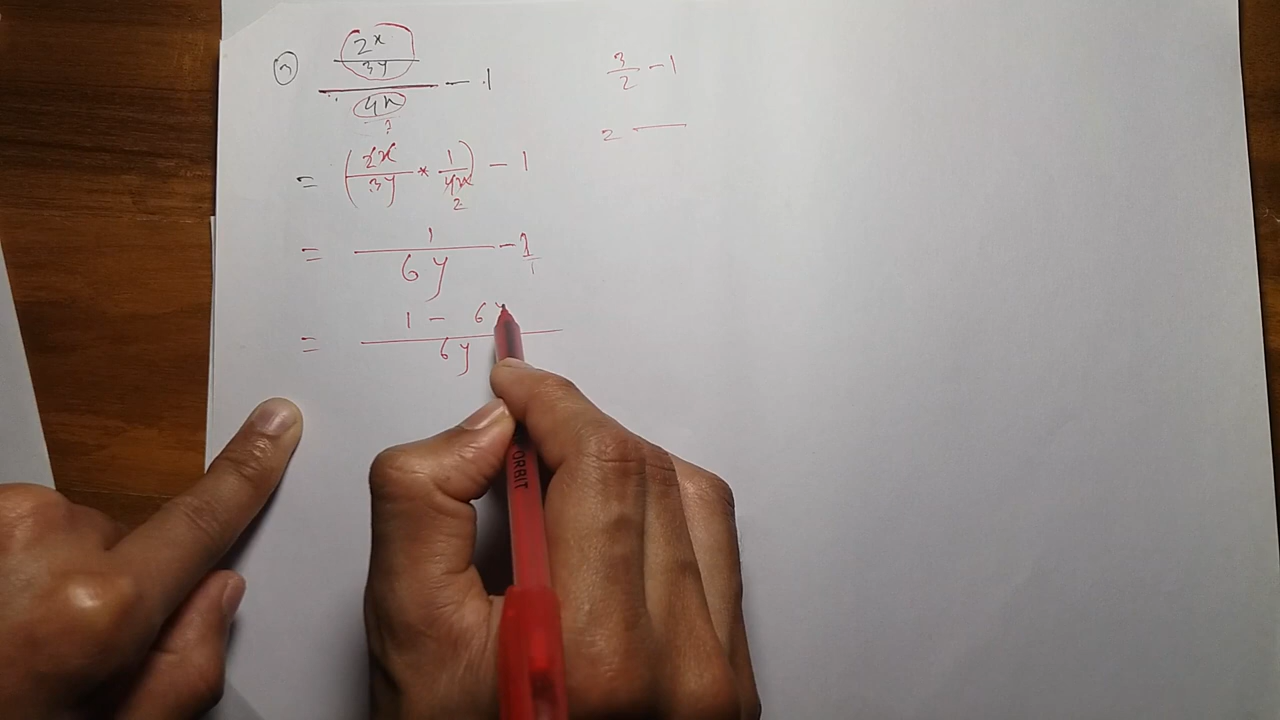 3) (2x/3y)/4x - 1
= (2x/3y * 1/4x) - 1
2
= 1/6y - 1/1
= 1 - 6y/6y
3/2 - 1
2
ORBIT